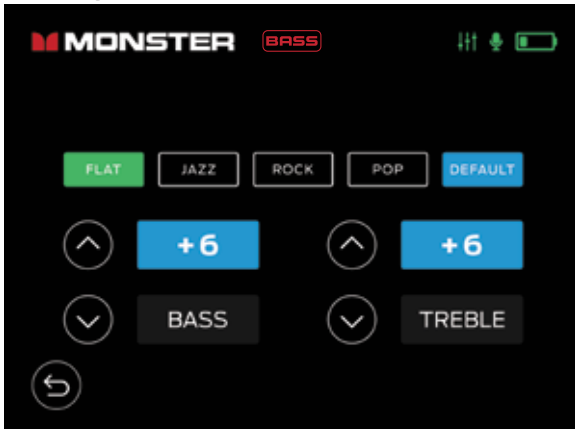 MONSTER BASS
FLAT JAZZ ROCK POP DEFAULT
+6 +6
BASS TREBLE